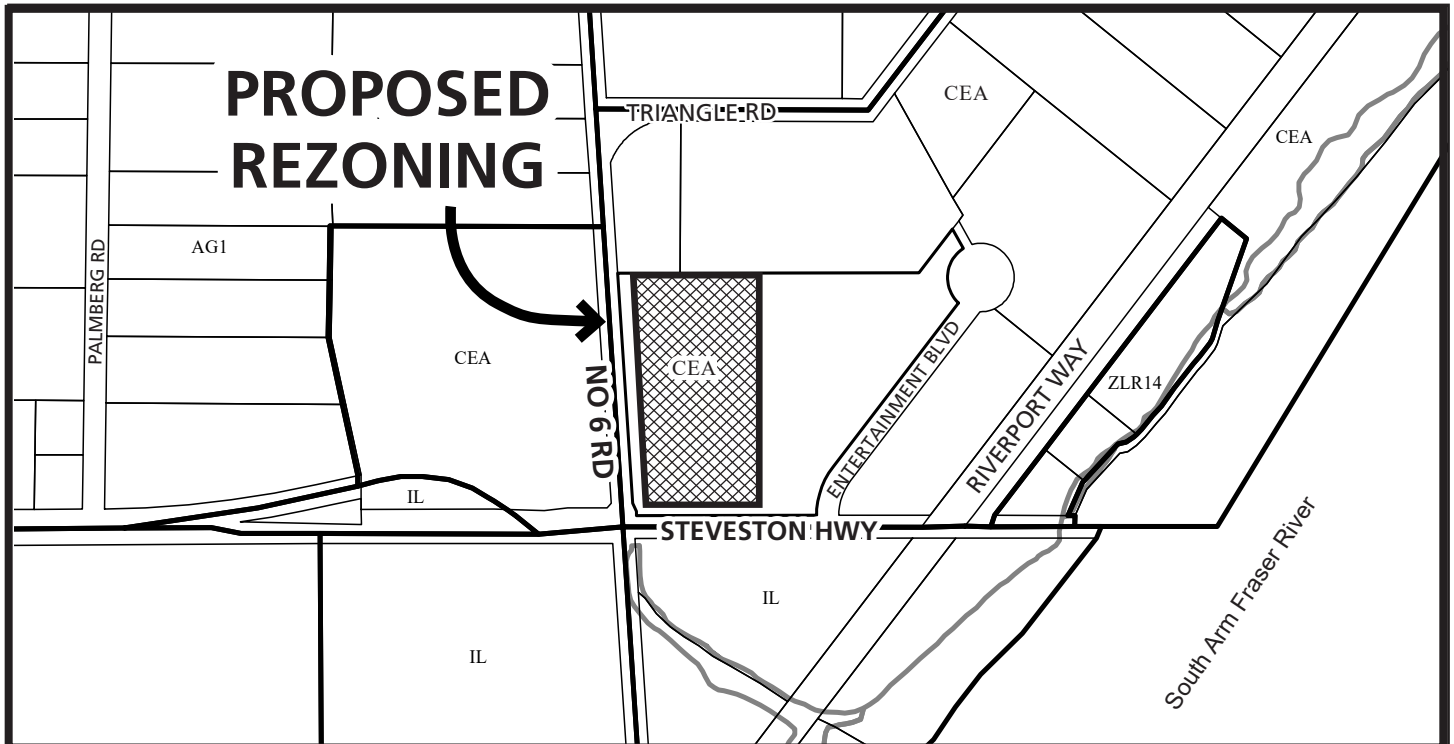 PROPOSED
REZONING
TRIANGLE RD
CEA
CEA
AG1
PALMBERG RD
CEA
NO 6 RD
CEA
ENTERTAINMENT BLVD
RIVERPORT WAY
ZLR14
IL
STEVESTON HWY
IL
IL
South Arm Fraser River